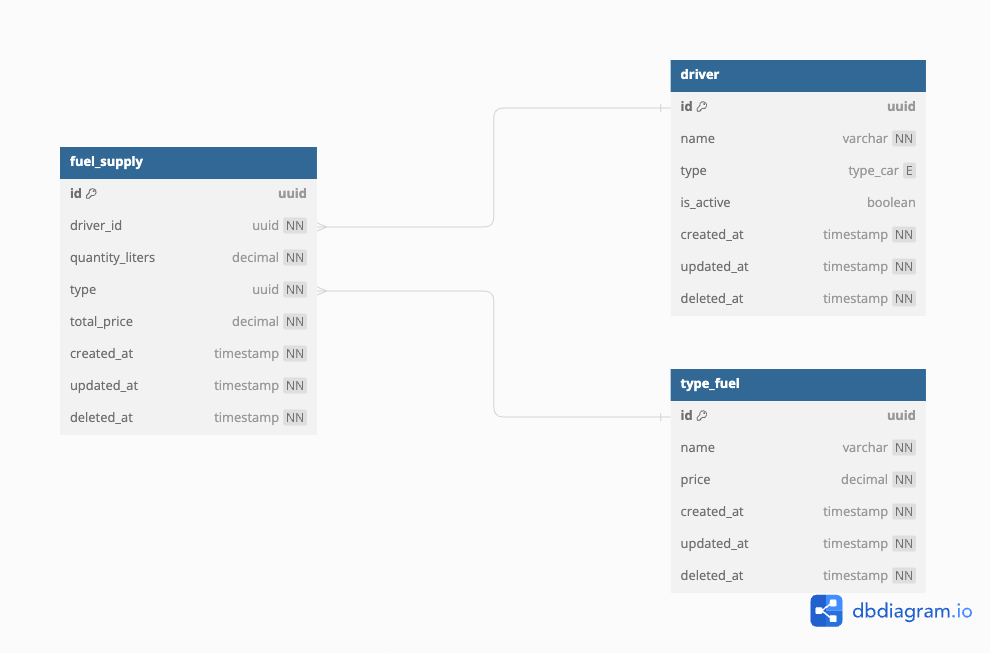 fuel_supply
id uuid
driver_id uuid NN
quantity_liters decimal NN
type uuid NN
total_price decimal NN
created_at timestamp NN
updated_at timestamp NN
deleted_at timestamp NN
driver
id uuid
name varchar NN
type type_car E
is_active boolean
created_at timestamp NN
updated_at timestamp NN
deleted_at timestamp NN
type_fuel
id uuid
name varchar NN
price decimal NN
created_at timestamp NN
updated_at timestamp NN
deleted_at timestamp NN
dbdiagram.io